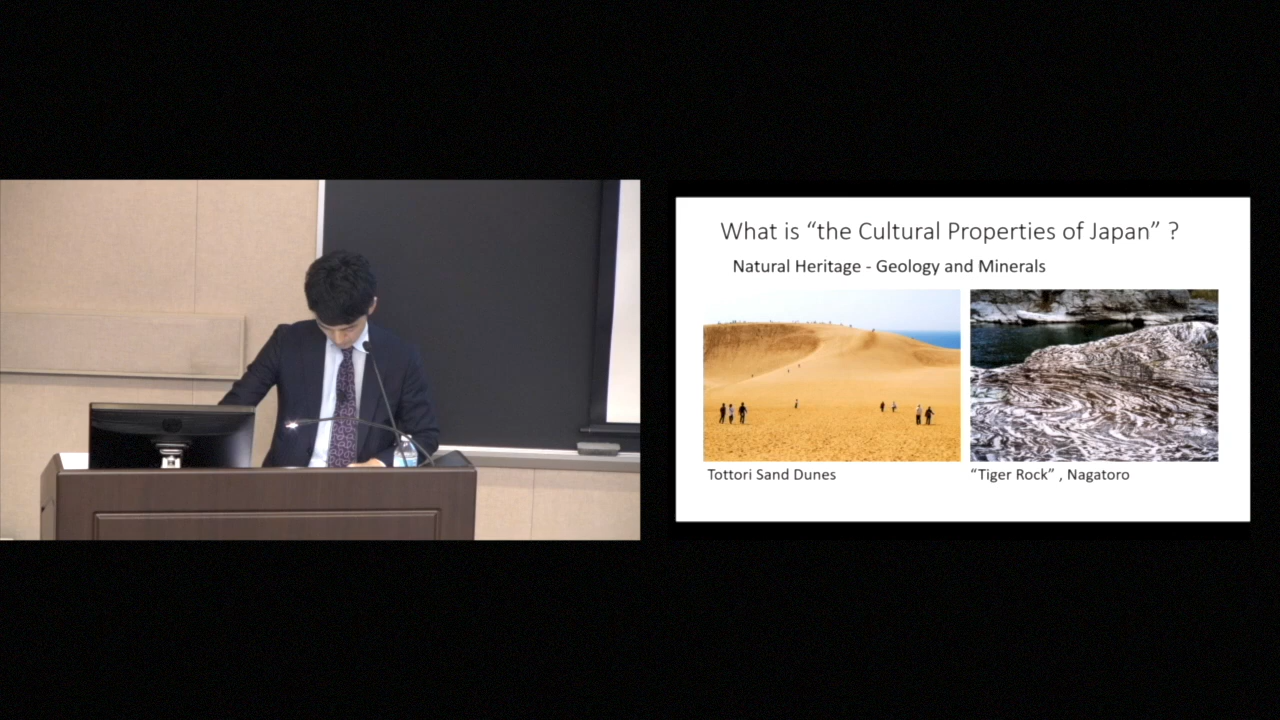 What is “the Cultural Properties of Japan” ?
Natural Heritage - Geology and Minerals
Tottori Sand Dunes
“Tiger Rock” , Nagatoro